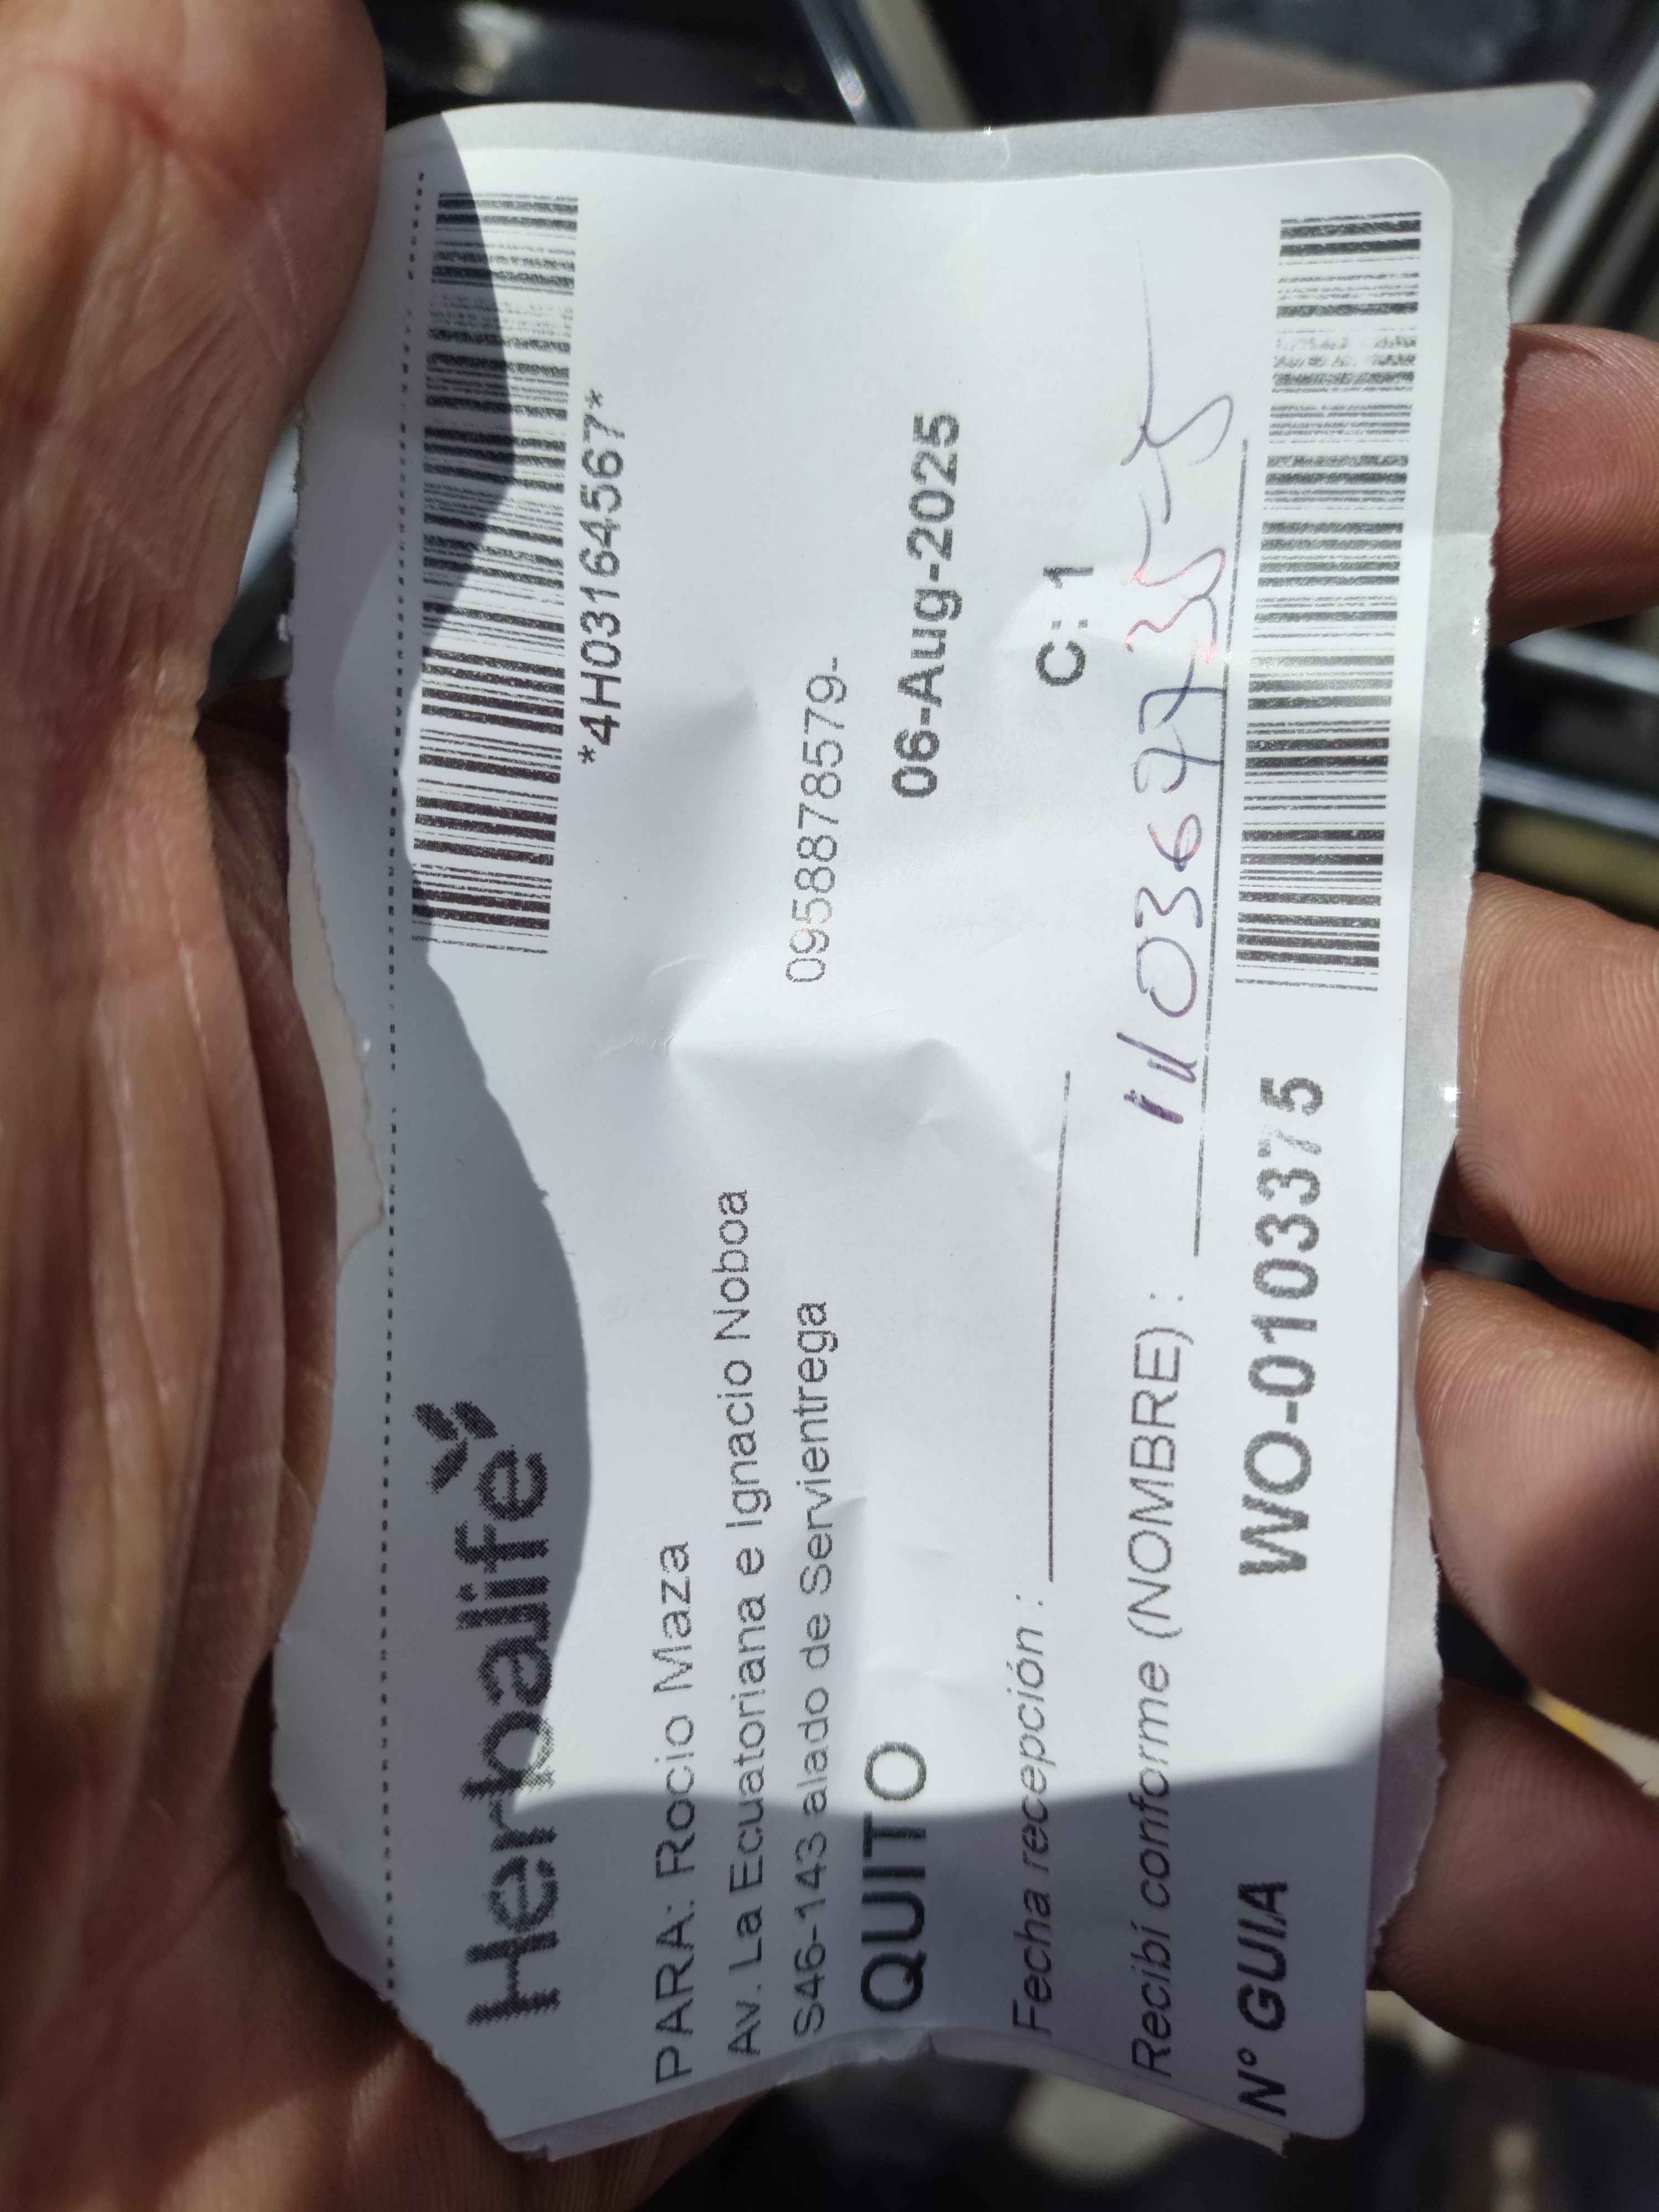 Herbalife
*4H03164567*
PARA: Rocio Maza
Av. La Ecuatoriana e Ignacio Noboa
S46-143 alado de Servientrega 0958878579-
QUITO 06-Aug-2025
Fecha recepción : C: 1
Recibí conforme (NOMBRE) :
Nº GUIA WO-0103375